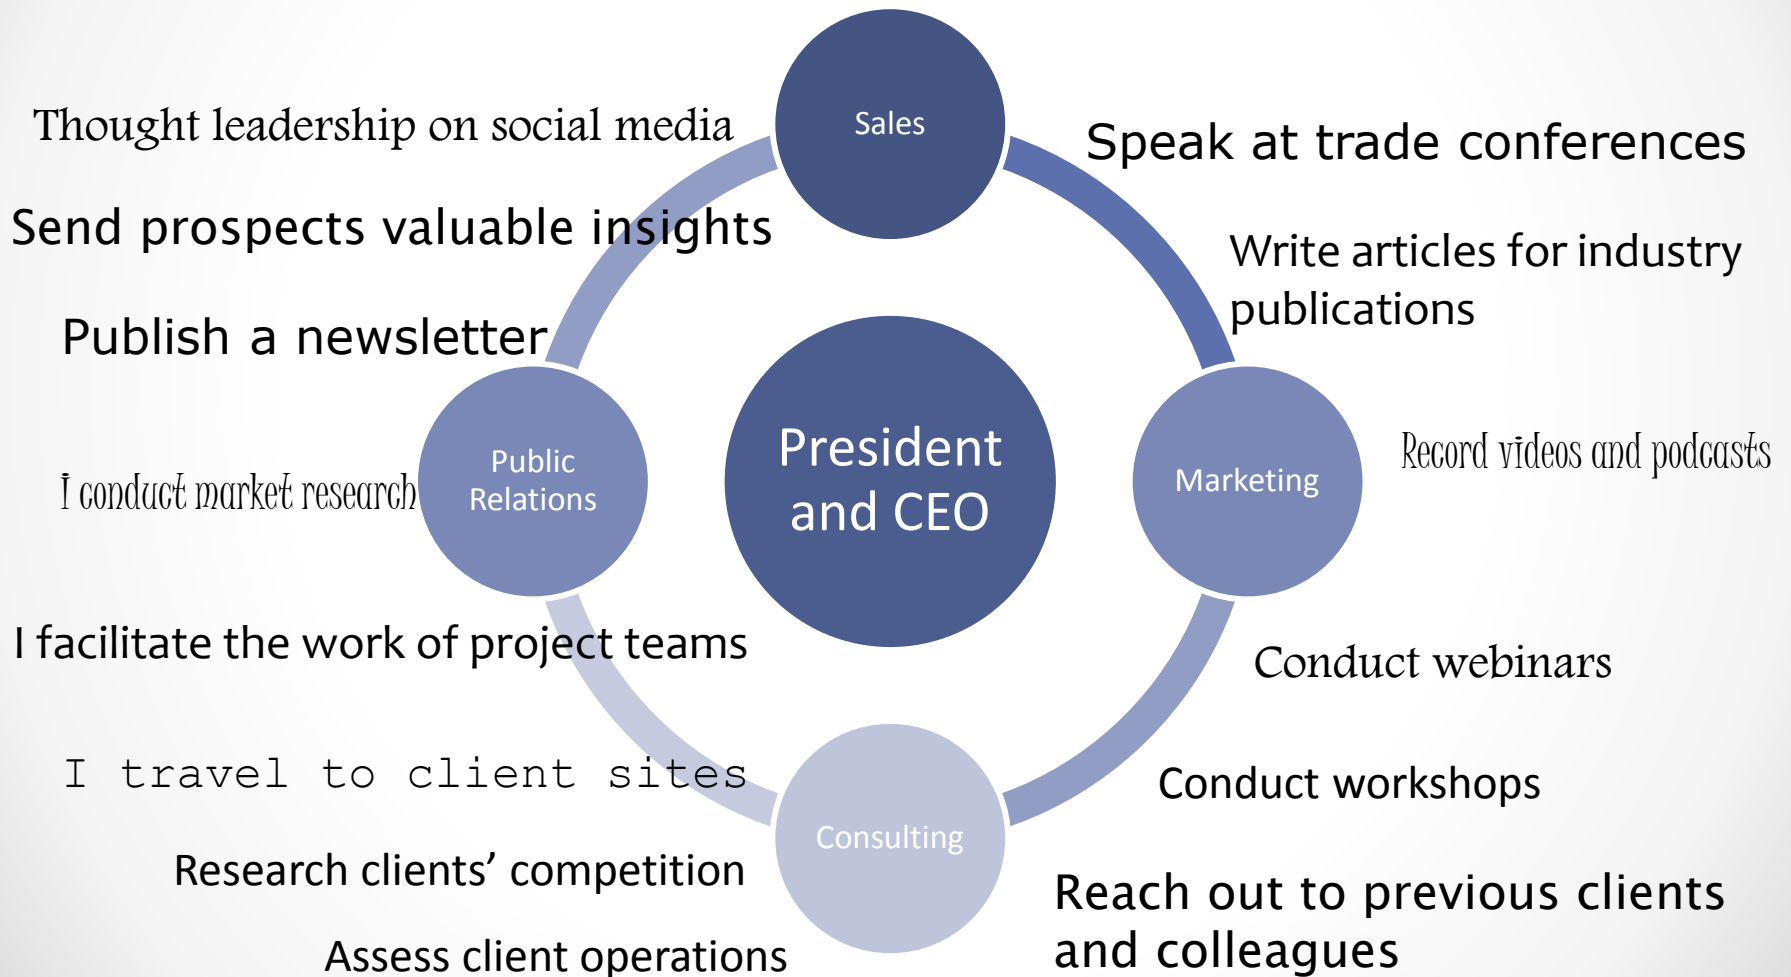 Sales
Thought leadership on social media
Speak at trade conferences
Send prospects valuable insights
Write articles for industry
publications
Publish a newsletter
President
and CEO
Public
Relations
Marketing
Record videos and podcasts
I conduct market research
I facilitate the work of project teams
Conduct webinars
I travel to client sites
Conduct workshops
Consulting
Research clients’ competition
Reach out to previous clients
and colleagues
Assess client operations